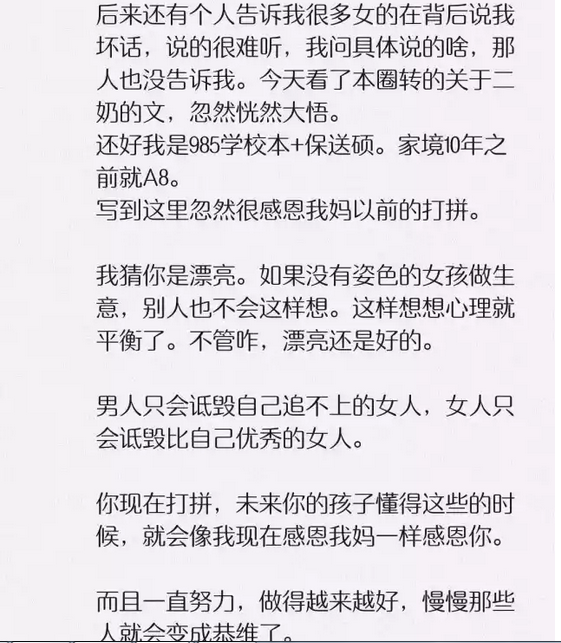 后来还有个人告诉我很多女的在背后说我
坏话，说的很难听，我问具体说的啥，那
人也没告诉我。今天看了本圈转的关于二
奶的文，忽然恍然大悟。
还好我是985学校本+保送硕。家境10年之
前就A8。
写到这里忽然很感恩我妈以前的打拼。
我猜你是漂亮。如果没有姿色的女孩做生
意，别人也不会这样想。这样想想心理就
平衡了。不管咋，漂亮还是好的。
男人只会诋毁自己追不上的女人，女人只
会诋毁比自己优秀的女人。
你现在打拼，未来你的孩子懂得这些的时
候，就会像我现在感恩我妈一样感恩你。
而且一直努力，做得越来越好，慢慢那些
人就会变成恭维了。